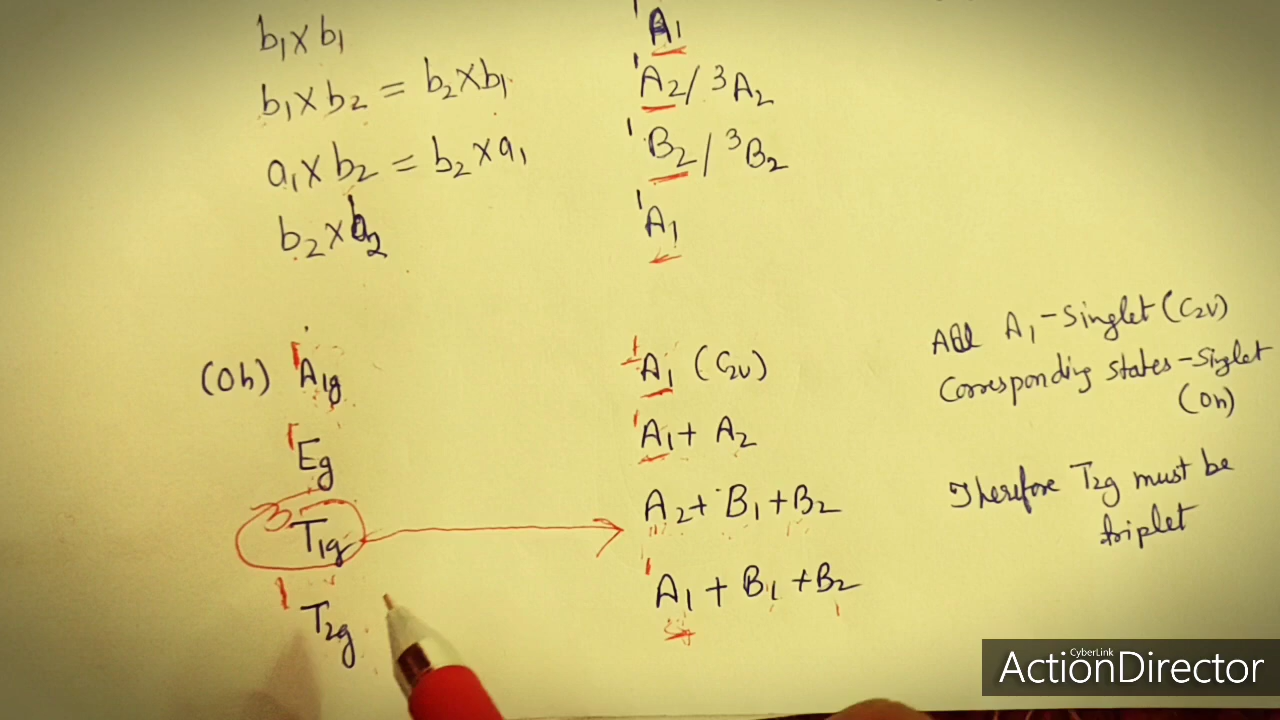 b₁ x b₁ ¹A₁
b₁ x b₂ = b₂ x b₁ ¹A₂ / ³A₂
a₁ x b₂ = b₂ x a₁ ¹B₂ / ³B₂
b₂ x b₂ ¹A₁
(Oh) ¹A₁g ¹A₁ (C₂v)
¹Eg ¹A₁ + A₂
³T₁g A₂ + B₁ + B₂
¹T₂g ¹A₁ + B₁ + B₂
All A₁ - Singlet (C₂v)
Corresponding states - Singlet
(Oh)
Therefore T₂g must be
triplet
CyberLink
ActionDirector